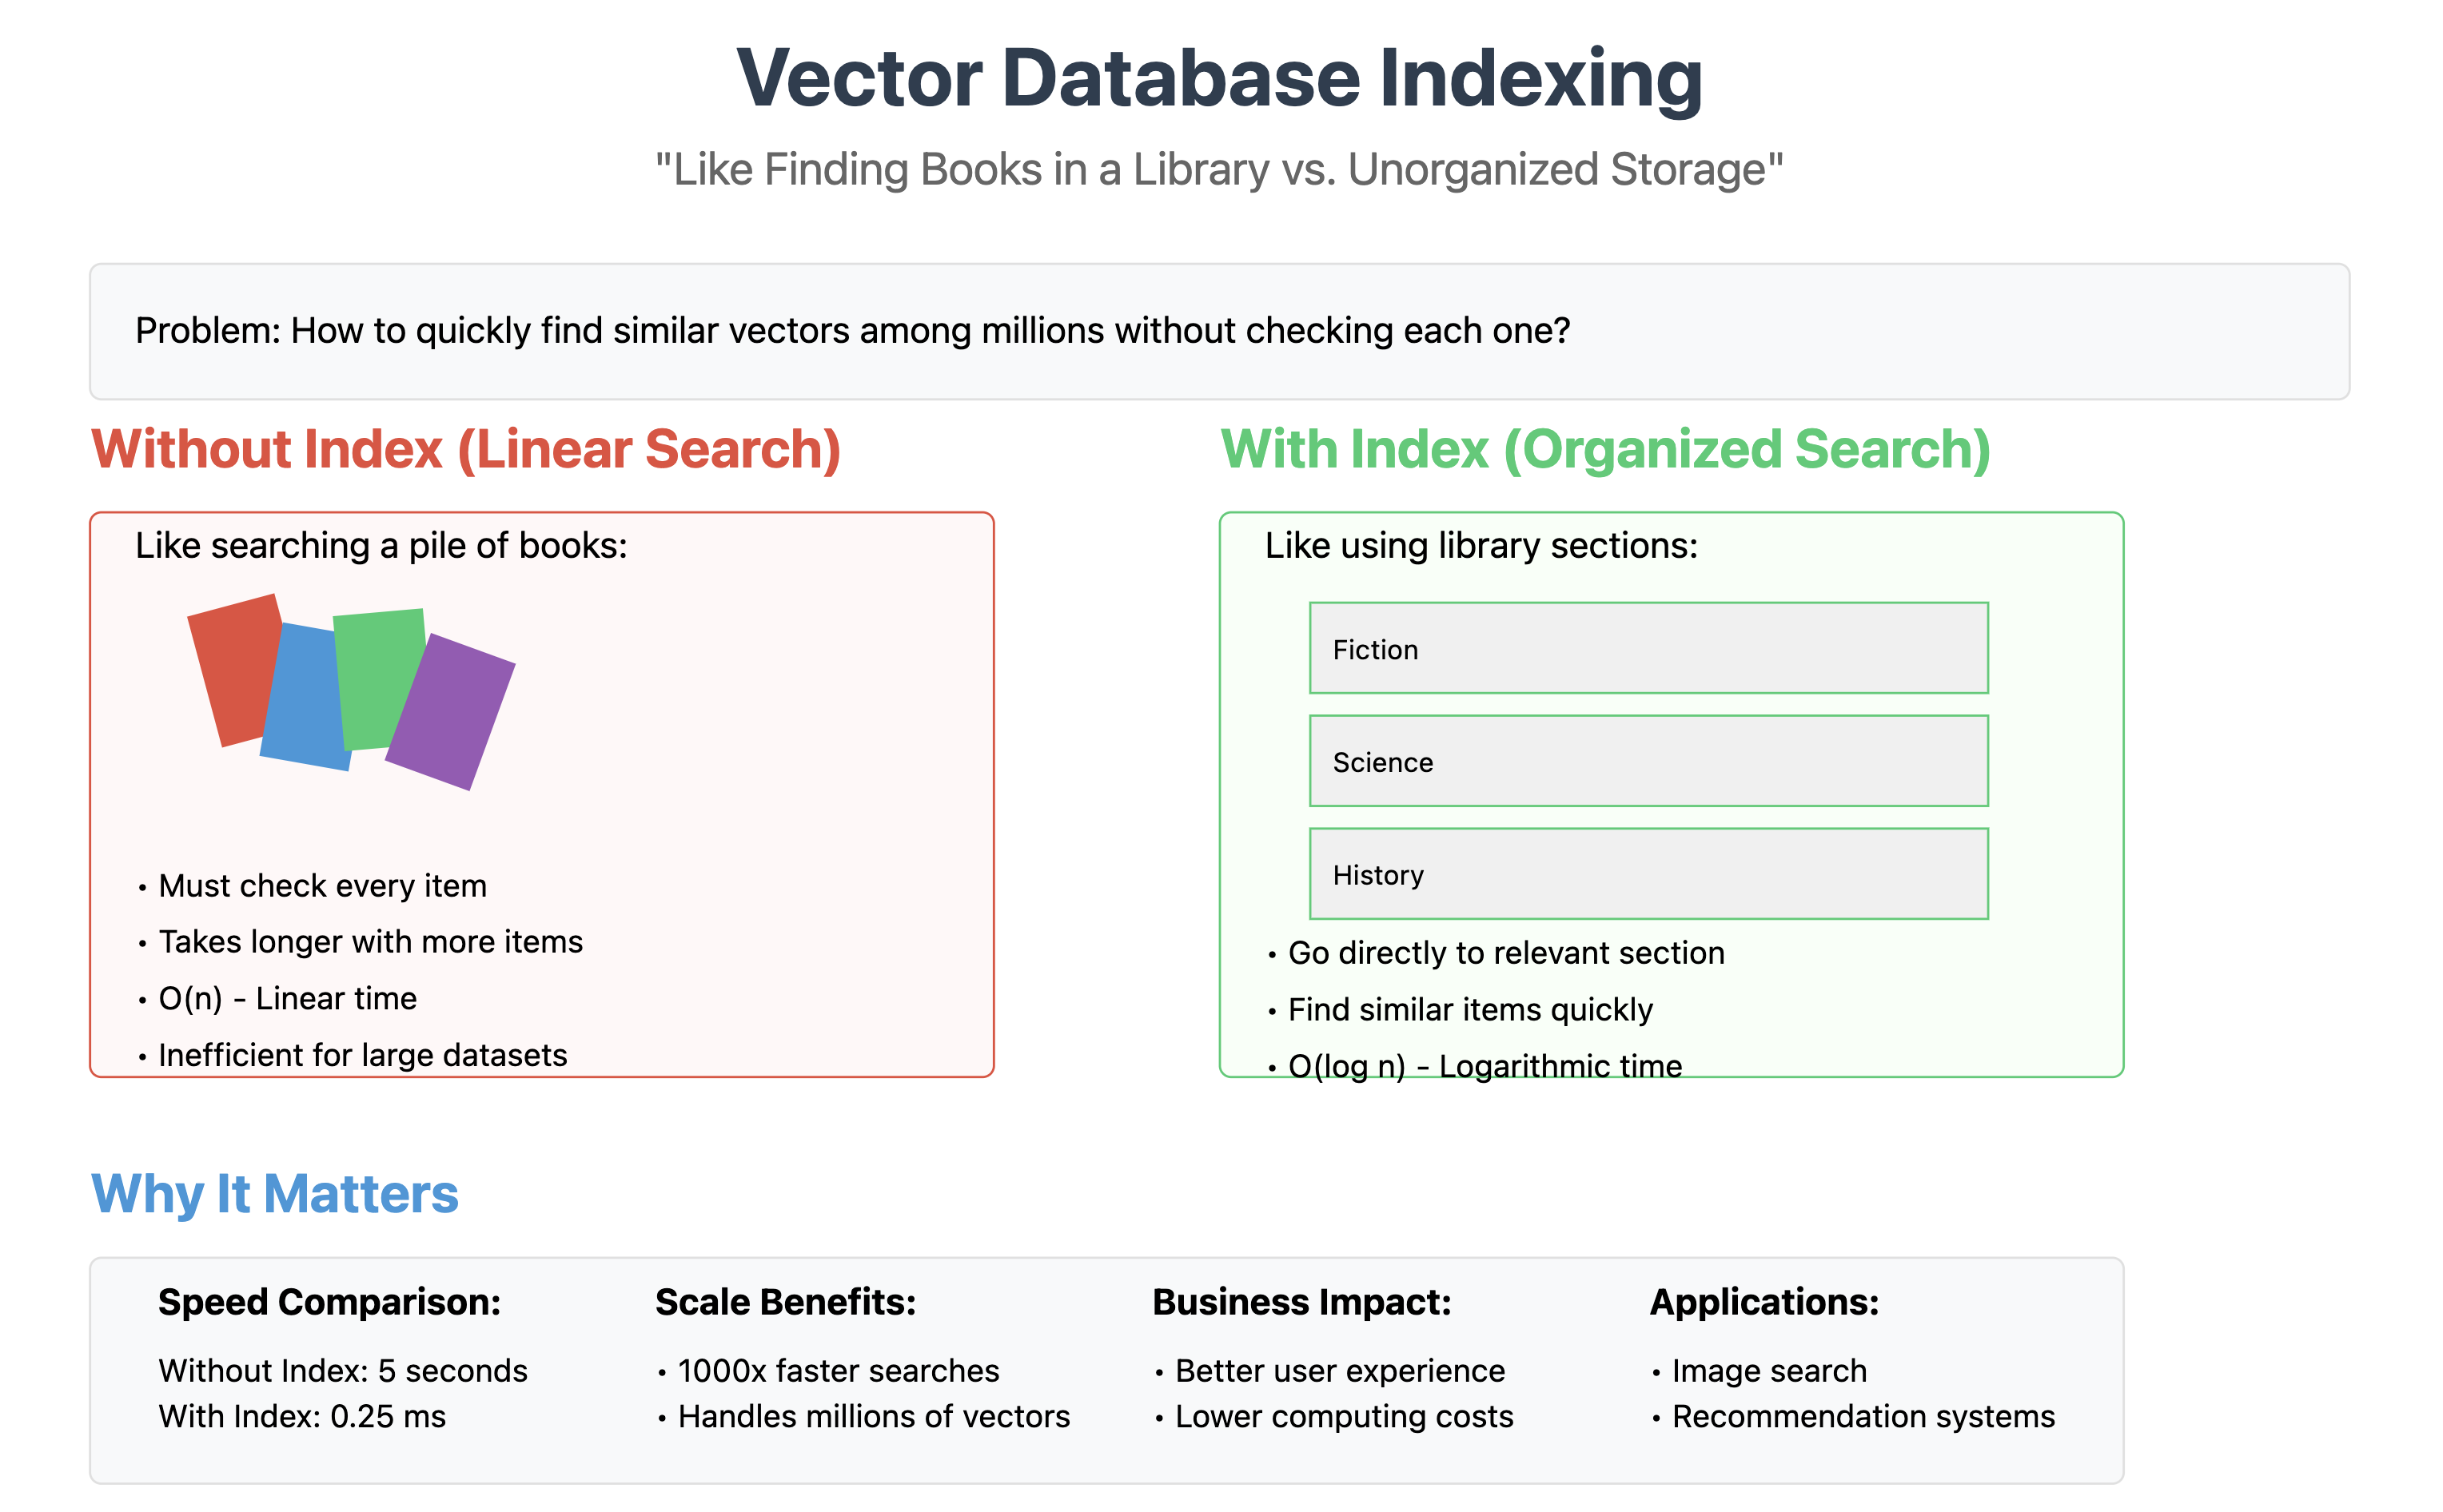 Vector Database Indexing
"Like Finding Books in a Library vs. Unorganized Storage"
Problem: How to quickly find similar vectors among millions without checking each one?
Without Index (Linear Search)
Like searching a pile of books:
• Must check every item
• Takes longer with more items
• O(n) - Linear time
• Inefficient for large datasets
With Index (Organized Search)
Like using library sections:
Fiction
Science
History
• Go directly to relevant section
• Find similar items quickly
• O(log n) - Logarithmic time
Why It Matters
Speed Comparison:
Without Index: 5 seconds
With Index: 0.25 ms
Scale Benefits:
• 1000x faster searches
• Handles millions of vectors
Business Impact:
• Better user experience
• Lower computing costs
Applications:
• Image search
• Recommendation systems